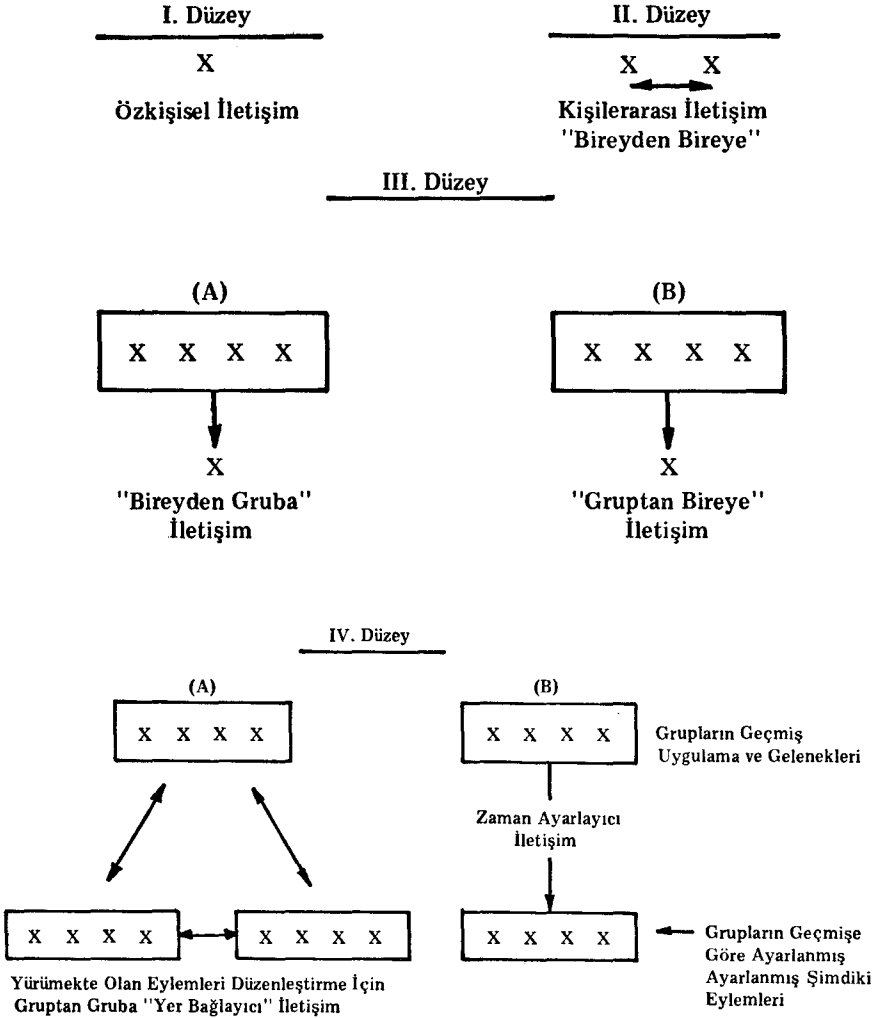 I. Düzey
X
Özkişisel İletişim
II. Düzey
X X
Kişilerarası İletişim
"Bireyden Bireye"
III. Düzey
(A)
X X X X
X
"Bireyden Gruba"
İletişim
(B)
X X X X
X
"Gruptan Bireye"
İletişim
IV. Düzey
(A)
X X X X
X X X X
X X X X
Yürümekte Olan Eylemleri Düzenleştirme İçin
Gruptan Gruba "Yer Bağlayıcı" İletişim
(B)
X X X X
Grupların Geçmiş
Uygulama ve Gelenekleri
Zaman Ayarlayıcı
İletişim
X X X X
Grupların Geçmişe
Göre Ayarlanmış
Ayarlanmış Şimdiki
Eylemleri